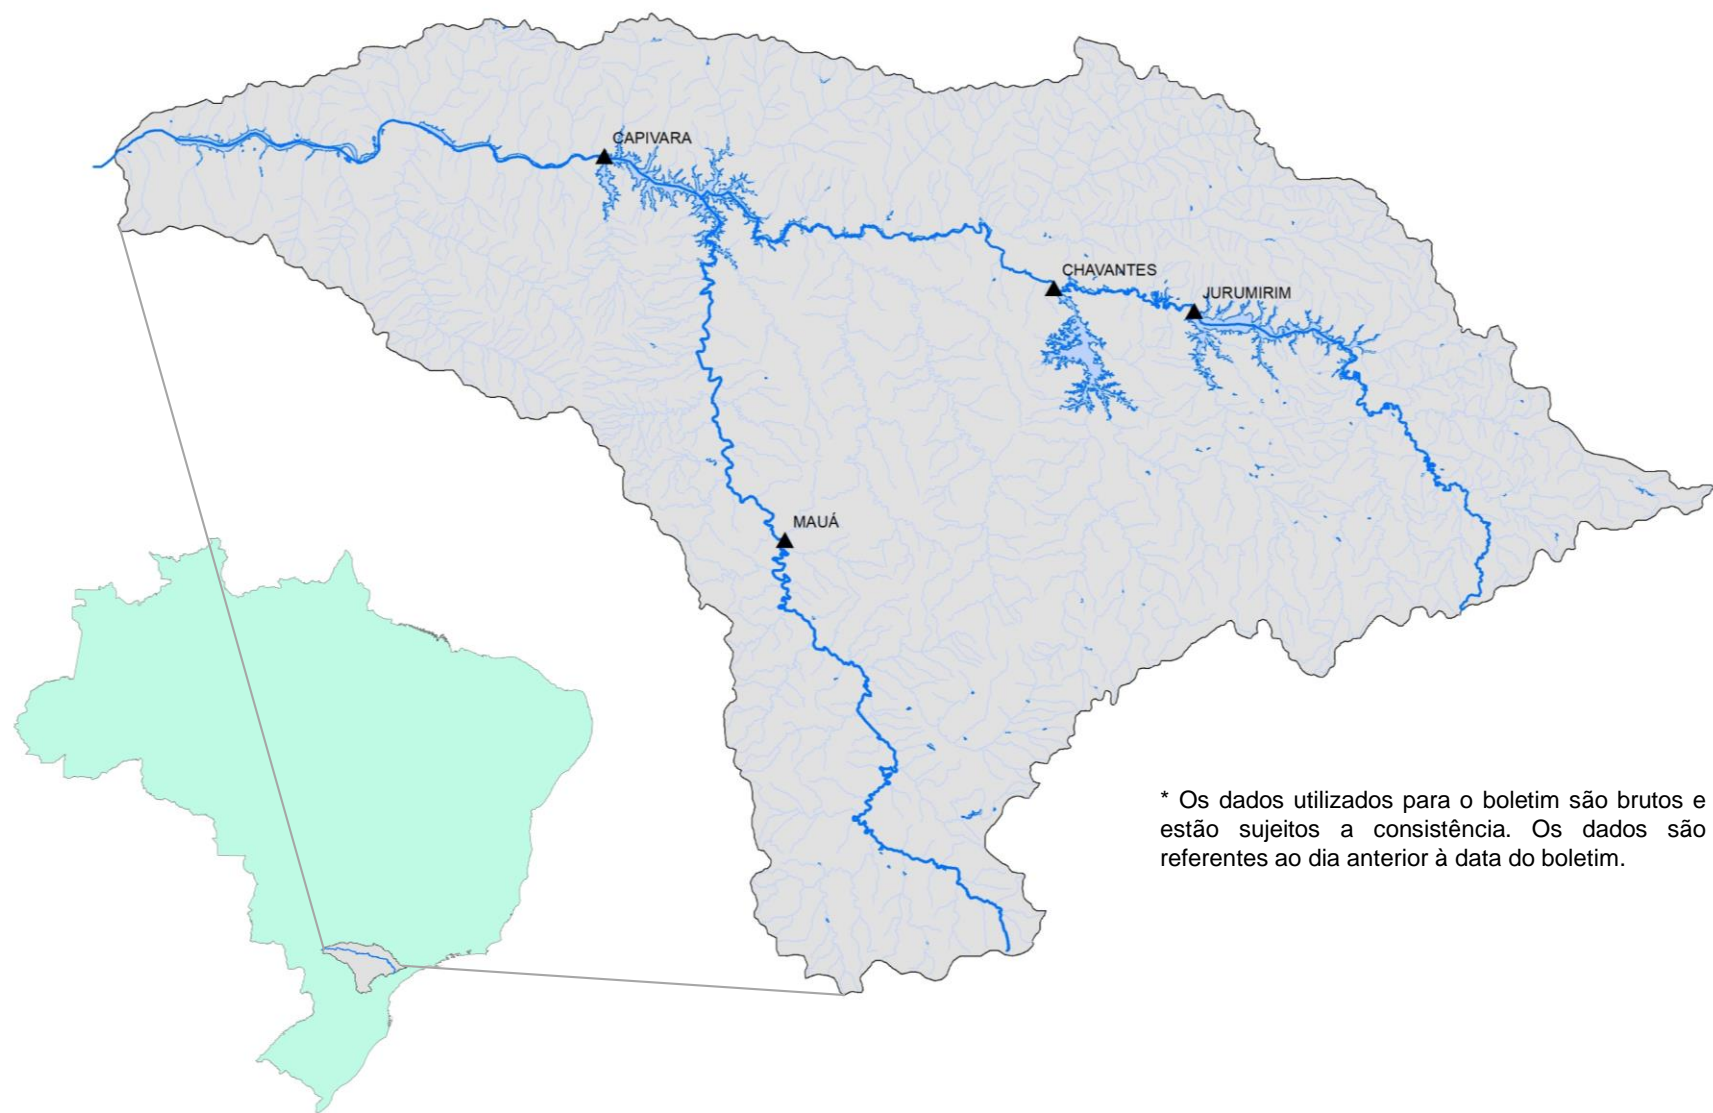 CAPIVARA
CHAVANTES
JURUMIRIM
MAUÁ
* Os dados utilizados para o boletim são brutos e
estão sujeitos a consistência. Os dados são
referentes ao dia anterior à data do boletim.